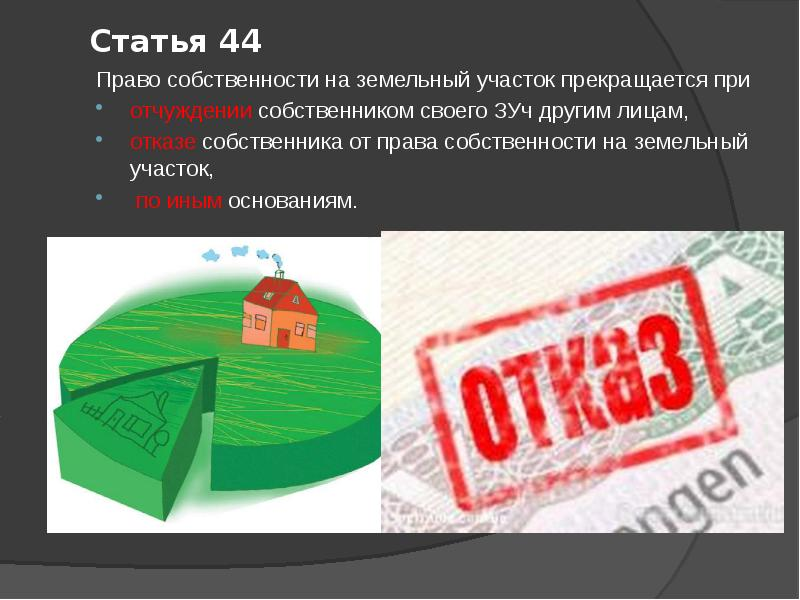 Статья 44
Право собственности на земельный участок прекращается при
отчуждении собственником своего ЗУч другим лицам,
отказе собственника от права собственности на земельный
участок,
по иным основаниям.
отказ
ngen